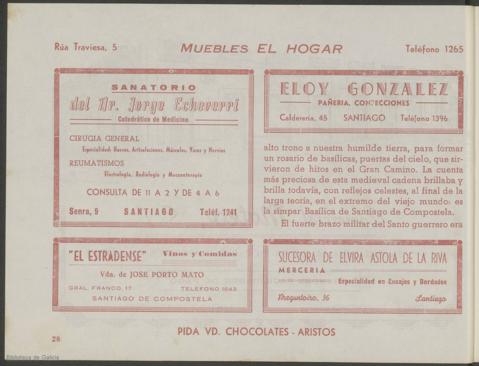 Rúa Traviesa, 5 MUEBLES EL HOGAR Teléfono 1265
SANATORIO
del Dr. Jorge Echeverri
Catedrático de Medicina
CIRUGIA GENERAL
Especialidad: Huesos, Articulaciones, Músculos, Vasos y Nervios
REUMATISMOS
Electrología, Radiología y Mecanoterapia
CONSULTA DE 11 A 2 Y DE 4 A 6
Senra, 9 SANTIAGO Teléf. 1241
ELOY GONZALEZ
- PAÑERIA, CONFECCIONES -
Caldereria, 45 SANTIAGO Teléfono 1396
alto trono a nuestra humilde tierra, para formar
un rosario de basílicas, puertas del cielo, que sir-
vieron de hitos en el Gran Camino. La cuenta
más preciosa de esta medieval cadena brillaba y
brilla todavía, con reflejos celestes, al final de la
larga teoría, en el extremo del viejo mundo: es
la simpar Basílica de Santiago de Compostela.
El fuerte brazo militar del Santo guerrero era
"EL ESTRADENSE" Vinos y Comidas
Vda. de JOSE PORTO MATO
GRAL. FRANCO, 17 TELEFONO 1643
SANTIAGO DE COMPOSTELA
SUCESORA DE ELVIRA ASTOLA DE LA RIVA
MERCERIA
Especialidad en Encajes y Bordados
Preguntoiro, 36 Santiago
PIDA VD. CHOCOLATES - ARISTOS
28
Biblioteca de Galicia